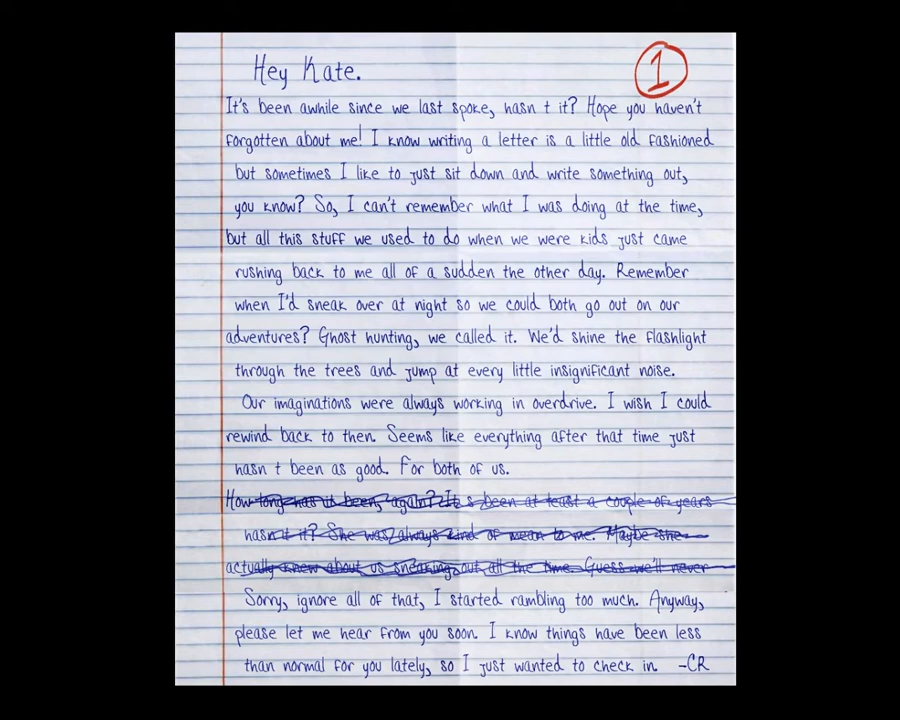 Hey Kate.
1
It's been awhile since we last spoke, hasn t it? Hope you haven't
forgotten about me! I know writing a letter is a little old fashioned
but sometimes I like to just sit down and write something out,
you know? So, I can't remember what I was doing at the time,
but all this stuff we used to do when we were kids just came
rushing back to me all of a sudden the other day. Remember
when I'd sneak over at night so we could both go out on our
adventures? Ghost hunting, we called it. We'd shine the flashlight
through the trees and jump at every little insignificant noise.
Our imaginations were always working in overdrive. I wish I could
rewind back to then. Seems like everything after that time just
hasn t been as good. For both of us.
How long has it been, again? It s been at least a couple of years
hasn t it? She was always kind of mean to me. Maybe she
actually knew about us sneaking out all the time. Guess we'll never
Sorry, ignore all of that, I started rambling too much. Anyway,
please let me hear from you soon. I know things have been less
than normal for you lately, so I just wanted to check in. -CR